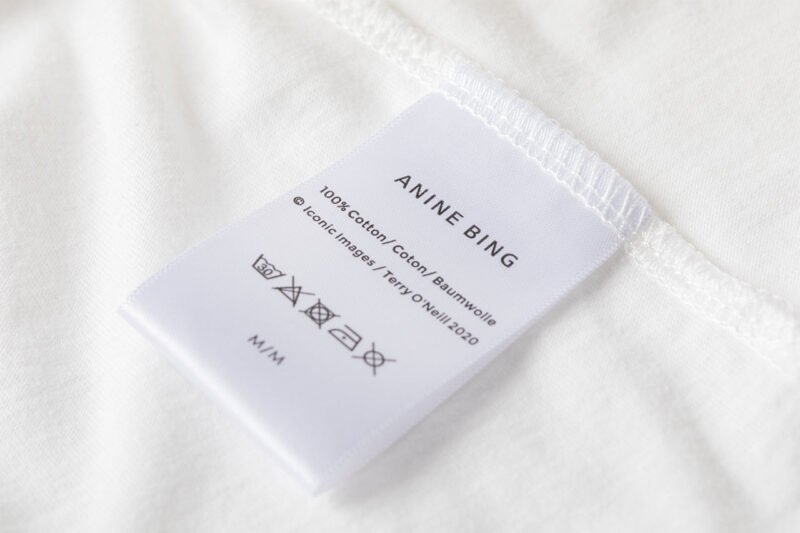 ANINE BING
100% Cotton/ Coton/ Baumwolle
© Iconic Images / Terry O'Neill 2020
30
M/M